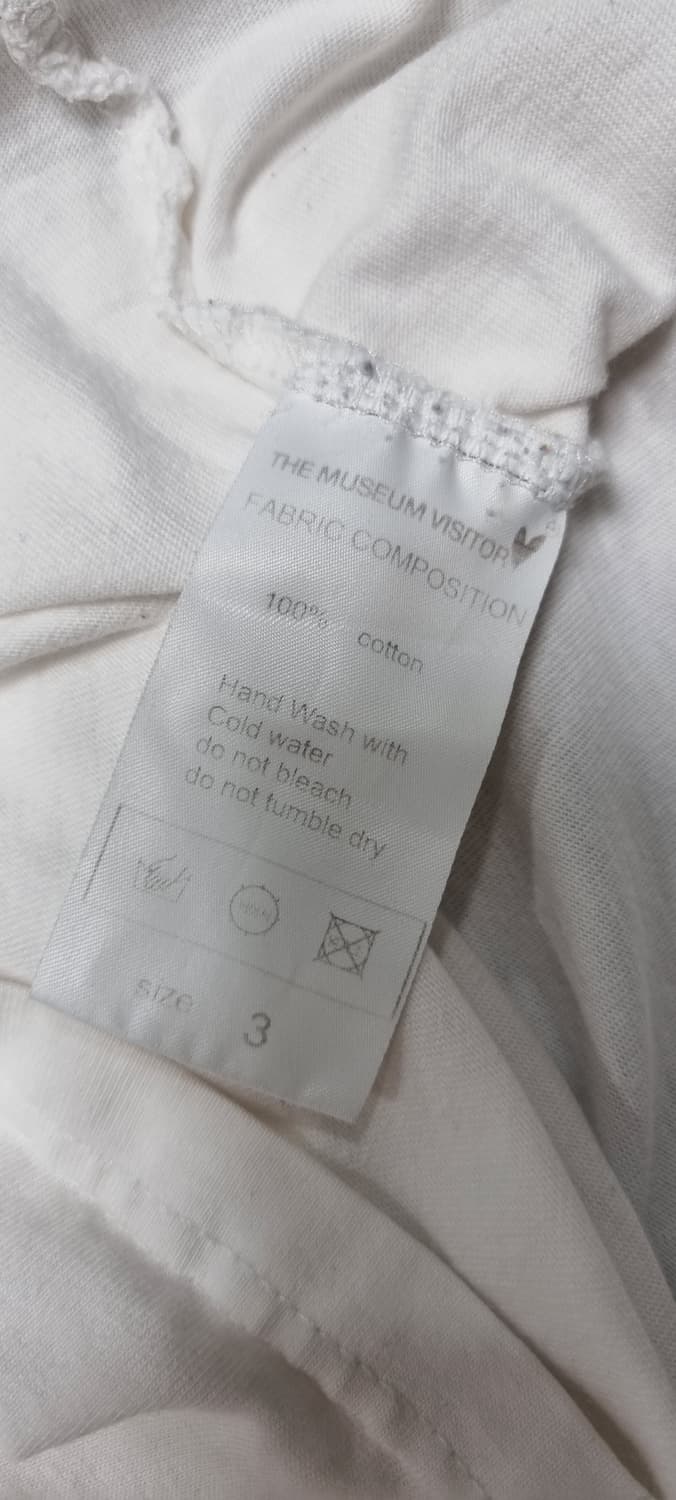 THE MUSEUM VISITOR
FABRIC COMPOSITION
100% cotton
Hand Wash with
Cold water
do not bleach
do not tumble dry
size 3